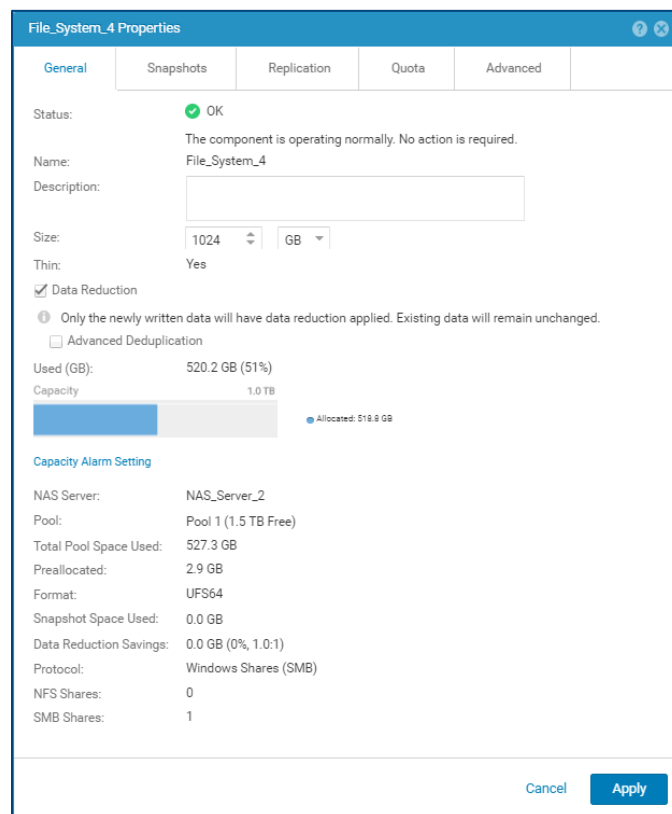 File_System_4 Properties
General Snapshots Replication Quota Advanced
Status: OK
The component is operating normally. No action is required.
Name: File_System_4
Description:
Size: 1024 GB
Thin: Yes
Data Reduction
Only the newly written data will have data reduction applied. Existing data will remain unchanged.
Advanced Deduplication
Used (GB): 520.2 GB (51%)
Capacity 1.0 TB
Allocated: 519.8 GB
Capacity Alarm Setting
NAS Server: NAS_Server_2
Pool: Pool 1 (1.5 TB Free)
Total Pool Space Used: 527.3 GB
Preallocated: 2.9 GB
Format: UFS64
Snapshot Space Used: 0.0 GB
Data Reduction Savings: 0.0 GB (0%, 1.0:1)
Protocol: Windows Shares (SMB)
NFS Shares: 0
SMB Shares: 1
Cancel Apply